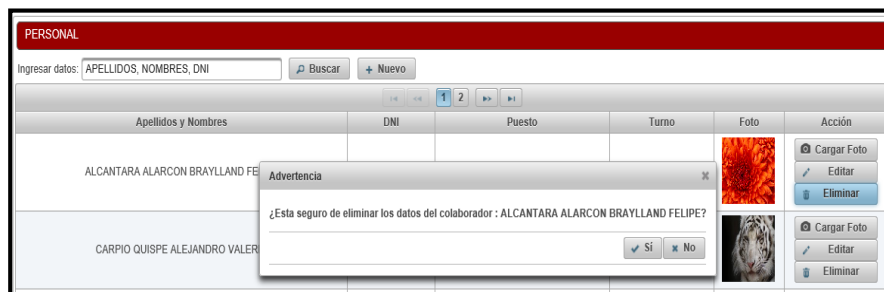 PERSONAL
Ingresar datos: APELLIDOS, NOMBRES, DNI Buscar + Nuevo
1 2
Apellidos y Nombres DNI Puesto Turno Foto Acción
Cargar Foto
ALCANTARA ALARCON BRAYLLAND FE Editar
Eliminar
Advertencia
¿Esta seguro de eliminar los datos del colaborador : ALCANTARA ALARCON BRAYLLAND FELIPE?
Sí No
Cargar Foto
CARPIO QUISPE ALEJANDRO VALER Editar
Eliminar